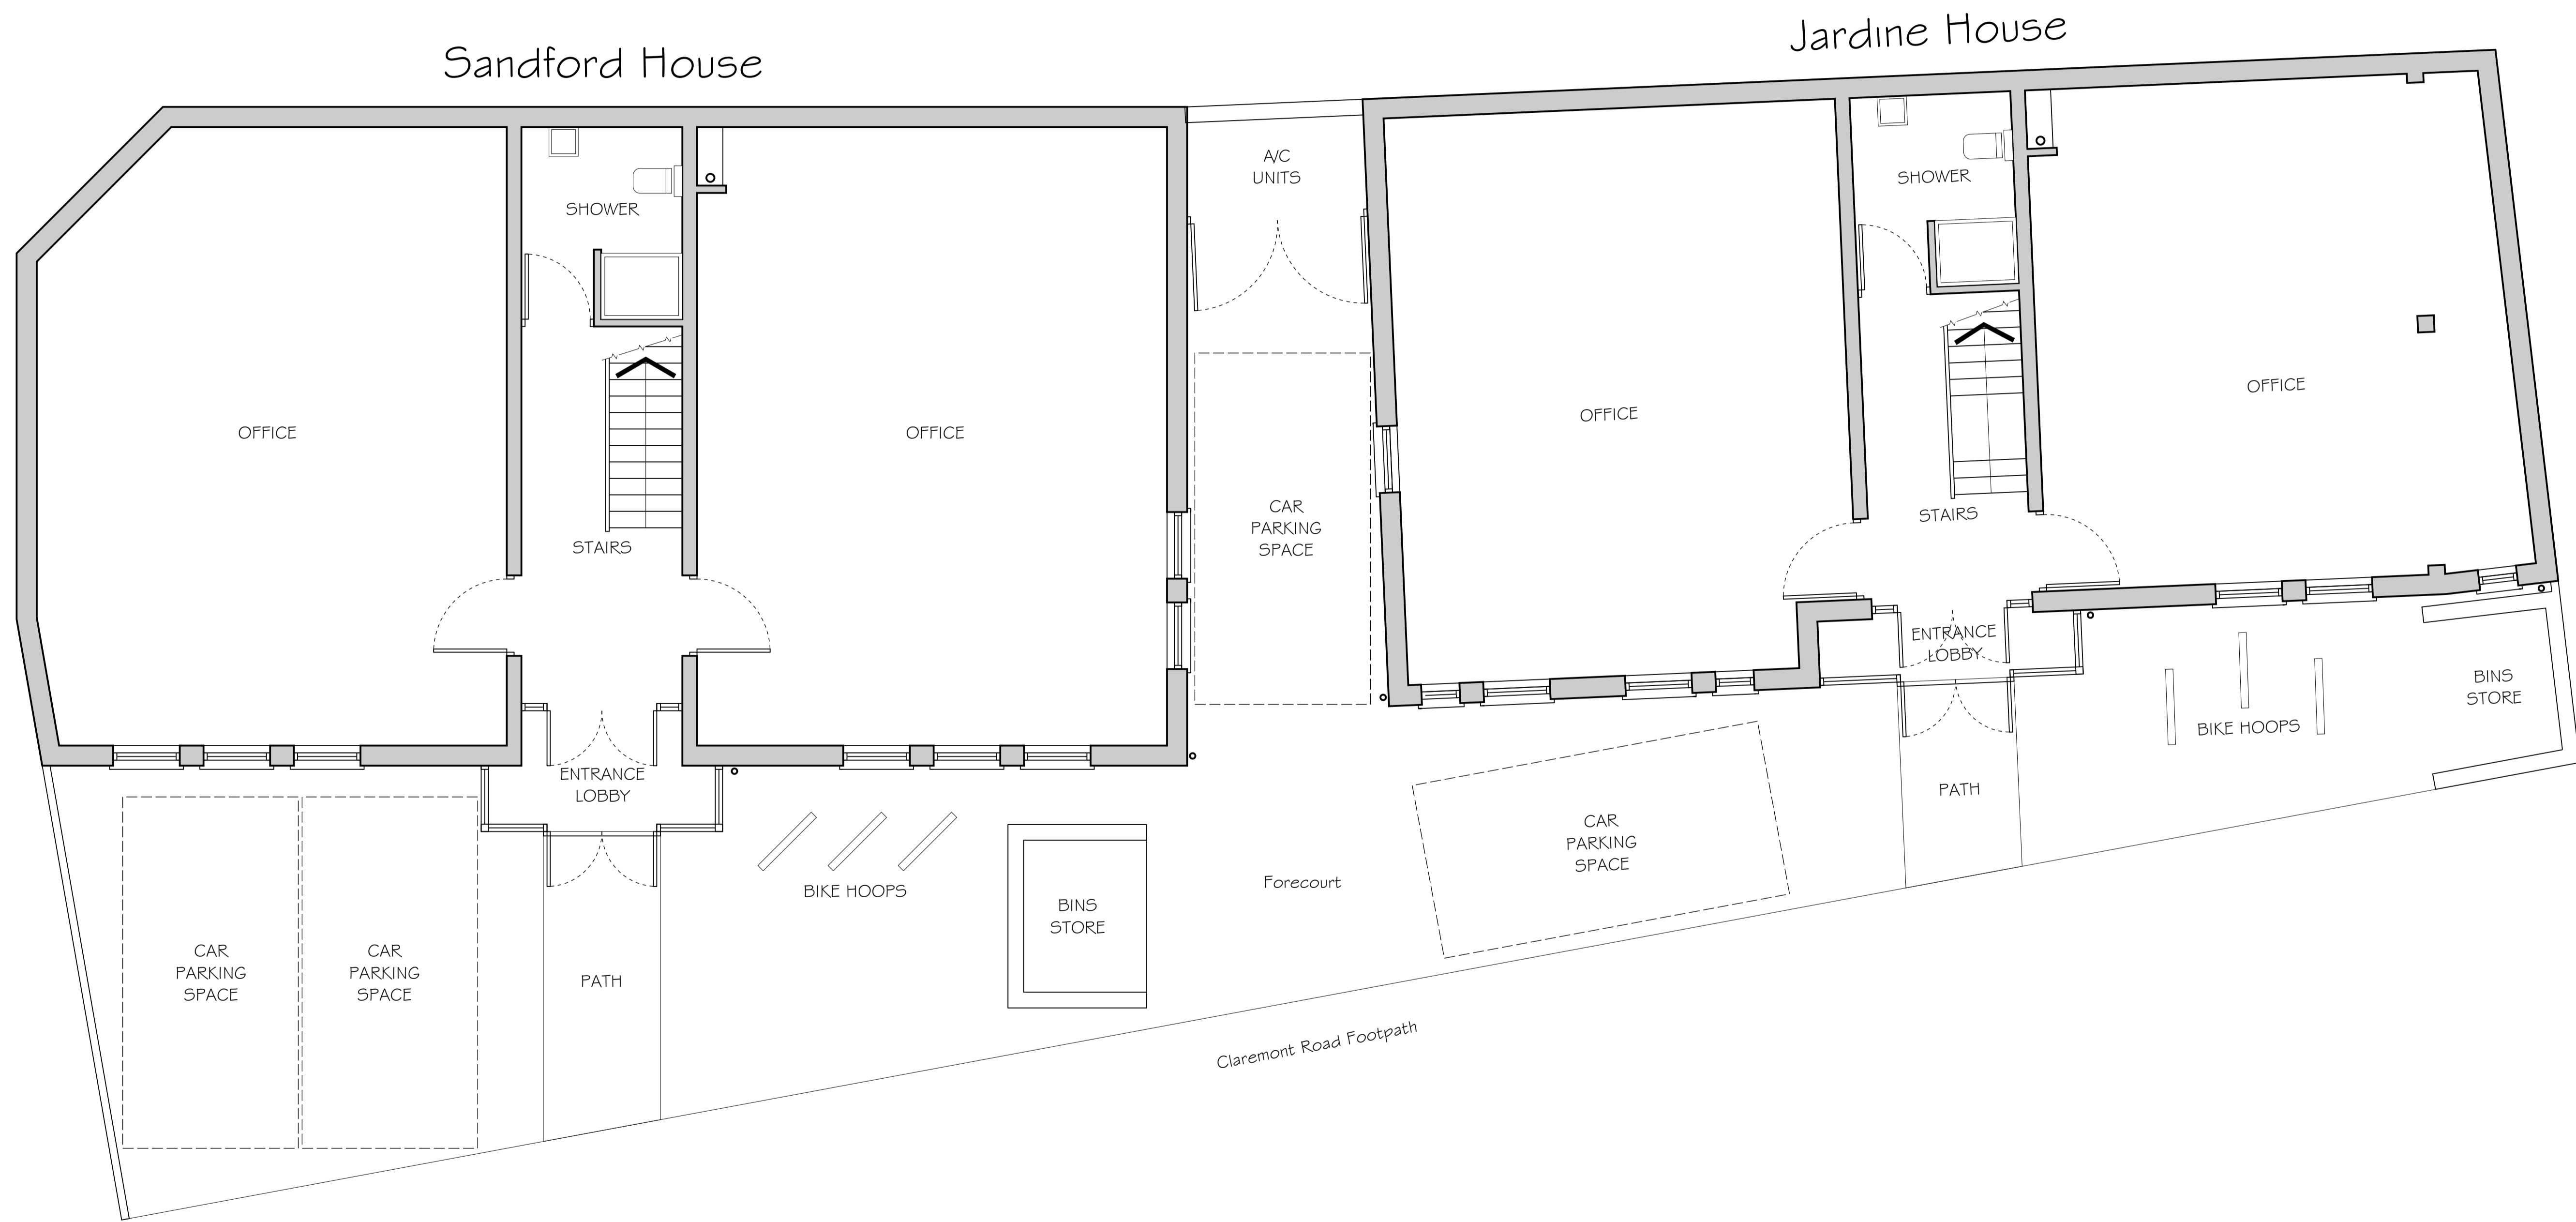 Sandford House
Jardine House
A/C
UNITS
SHOWER
SHOWER
OFFICE
OFFICE
OFFICE
OFFICE
CAR
PARKING
SPACE
STAIRS
STAIRS
ENTRANCE
LOBBY
ENTRANCE
LOBBY
BINS
STORE
BIKE HOOPS
PATH
CAR
PARKING
SPACE
BIKE HOOPS
Forecourt
BINS
STORE
CAR
PARKING
SPACE
CAR
PARKING
SPACE
PATH
Claremont Road Footpath